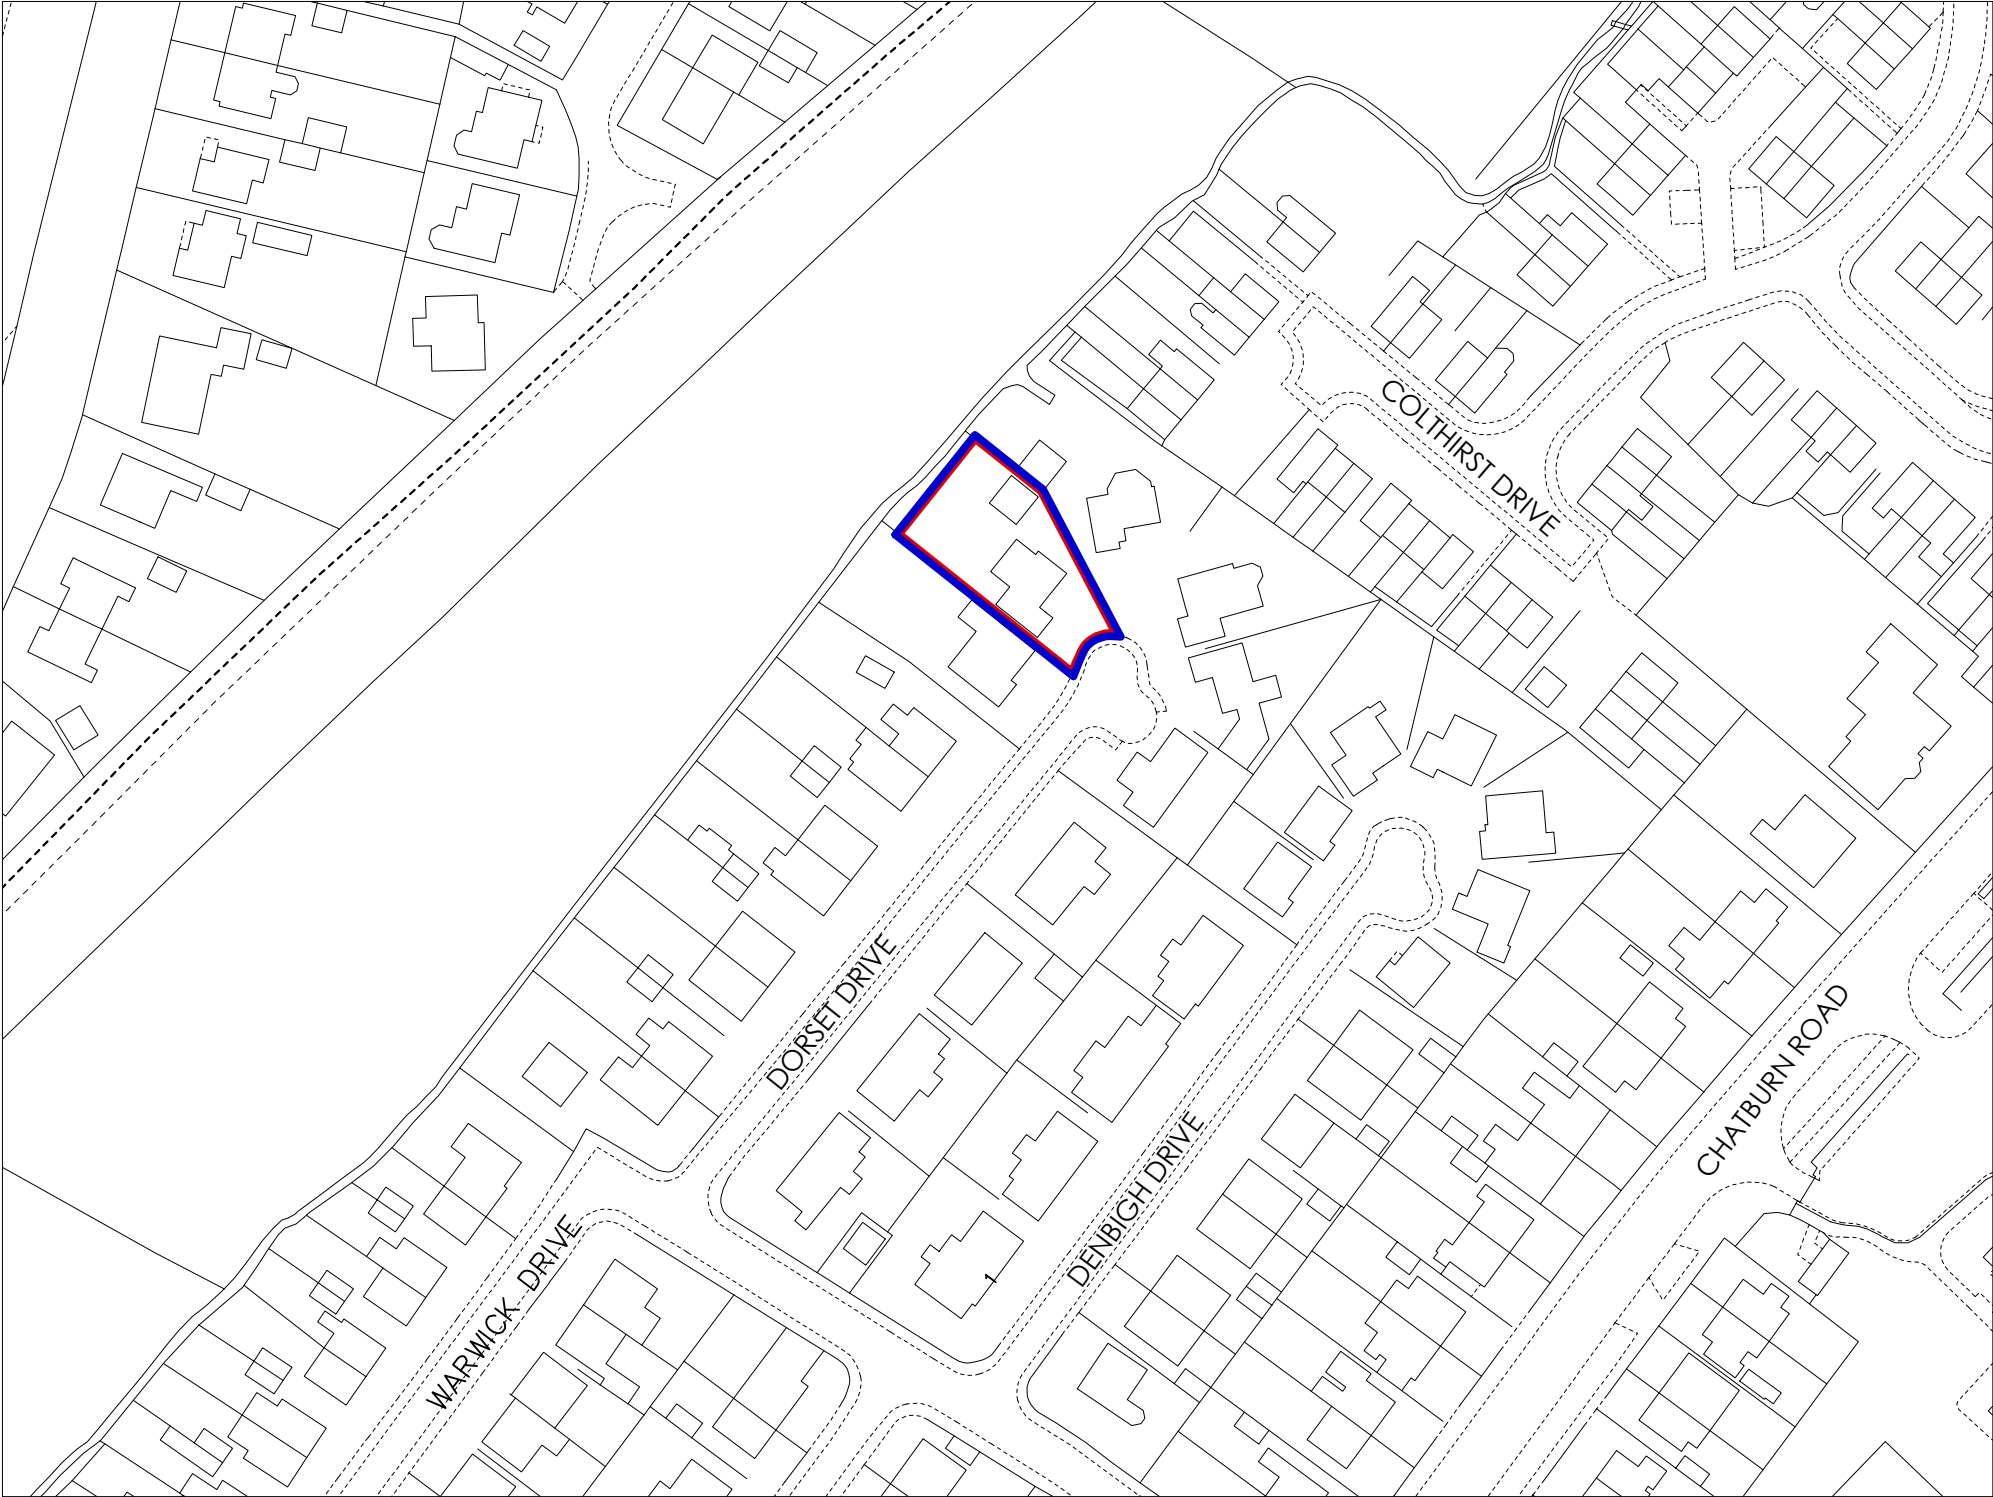 COLTHIRST DRIVE
DORSET DRIVE
CHATBURN ROAD
DENBIGH DRIVE
WARWICK DRIVE
1